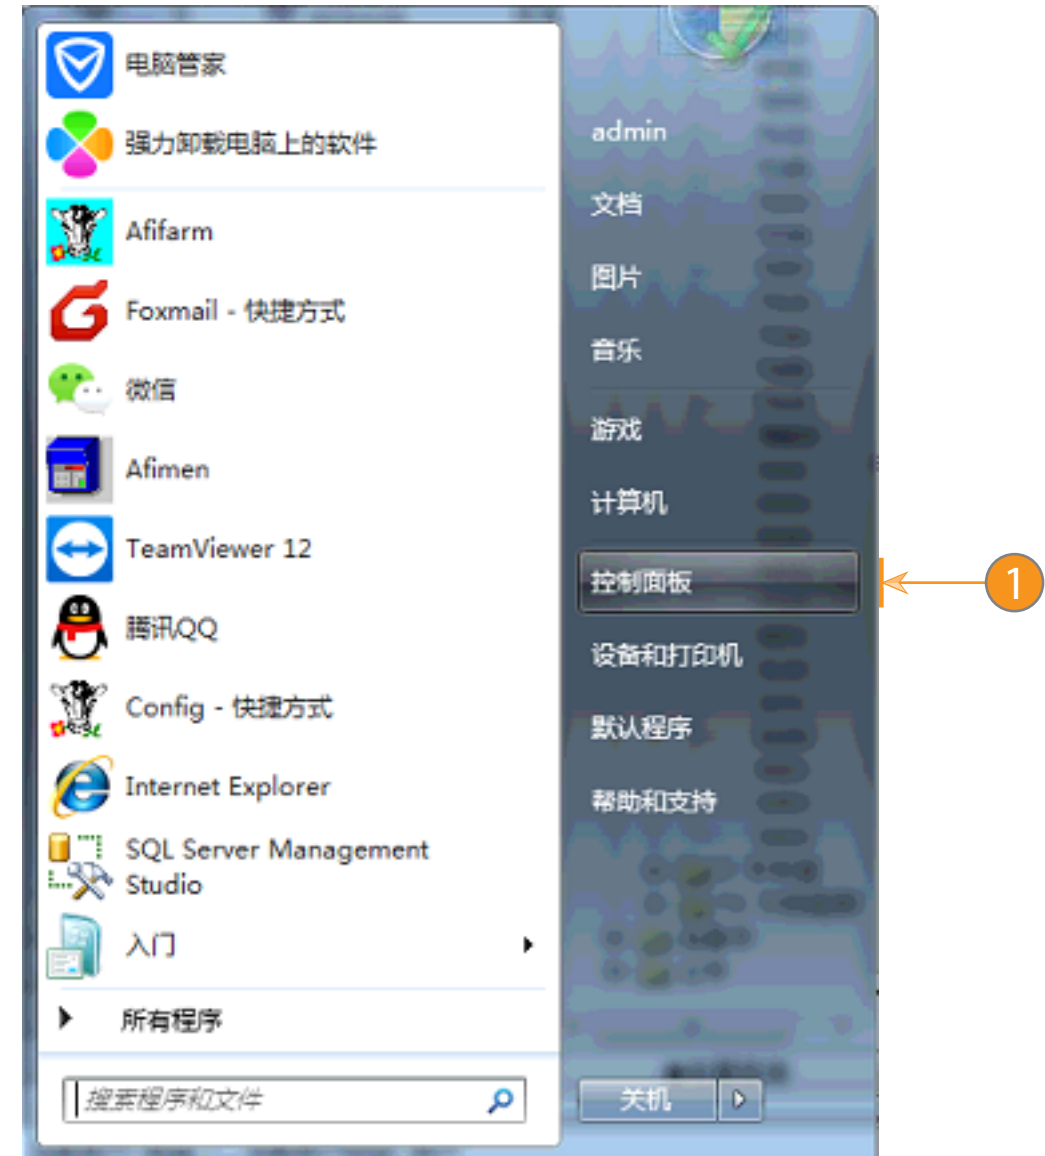 电脑管家
强力卸载电脑上的软件
Afifarm
Foxmail - 快捷方式
微信
Afimen
TeamViewer 12
腾讯QQ
Config - 快捷方式
Internet Explorer
SQL Server Management
Studio
入门
所有程序
搜索程序和文件
admin
文档
图片
音乐
游戏
计算机
控制面板
1
设备和打印机
默认程序
帮助和支持
关机